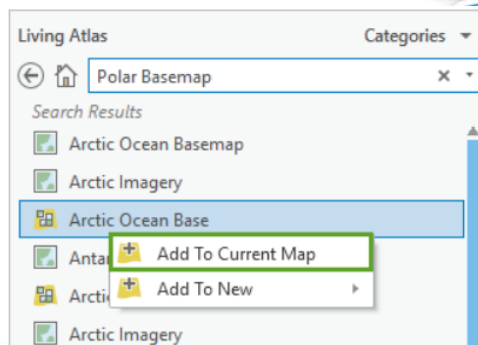 Living Atlas
Categories
Polar Basemap
Search Results
Arctic Ocean Basemap
Arctic Imagery
Arctic Ocean Base
Add To Current Map
Add To New
Arctic Imagery